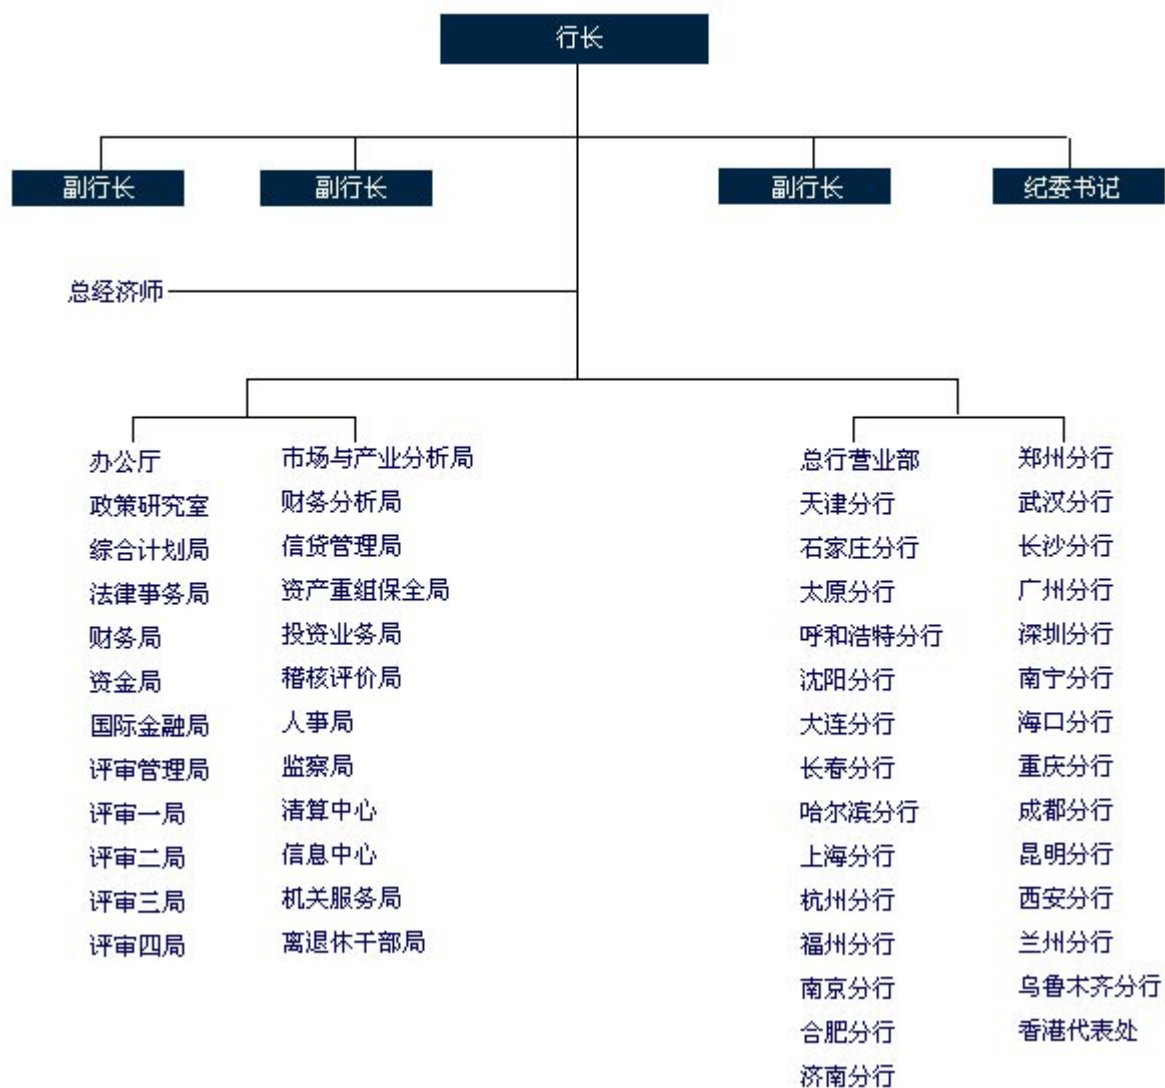 行长
副行长
副行长
副行长
纪委书记
总经济师
办公厅
政策研究室
综合计划局
法律事务局
财务局
资金局
国际金融局
评审管理局
评审一局
评审二局
评审三局
评审四局
市场与产业分析局
财务分析局
信贷管理局
资产重组保全局
投资业务局
稽核评价局
人事局
监察局
清算中心
信息中心
机关服务局
离退休干部局
总行营业部
天津分行
石家庄分行
太原分行
呼和浩特分行
沈阳分行
大连分行
长春分行
哈尔滨分行
上海分行
杭州分行
福州分行
南京分行
合肥分行
济南分行
郑州分行
武汉分行
长沙分行
广州分行
深圳分行
南宁分行
海口分行
重庆分行
成都分行
昆明分行
西安分行
兰州分行
乌鲁木齐分行
香港代表处